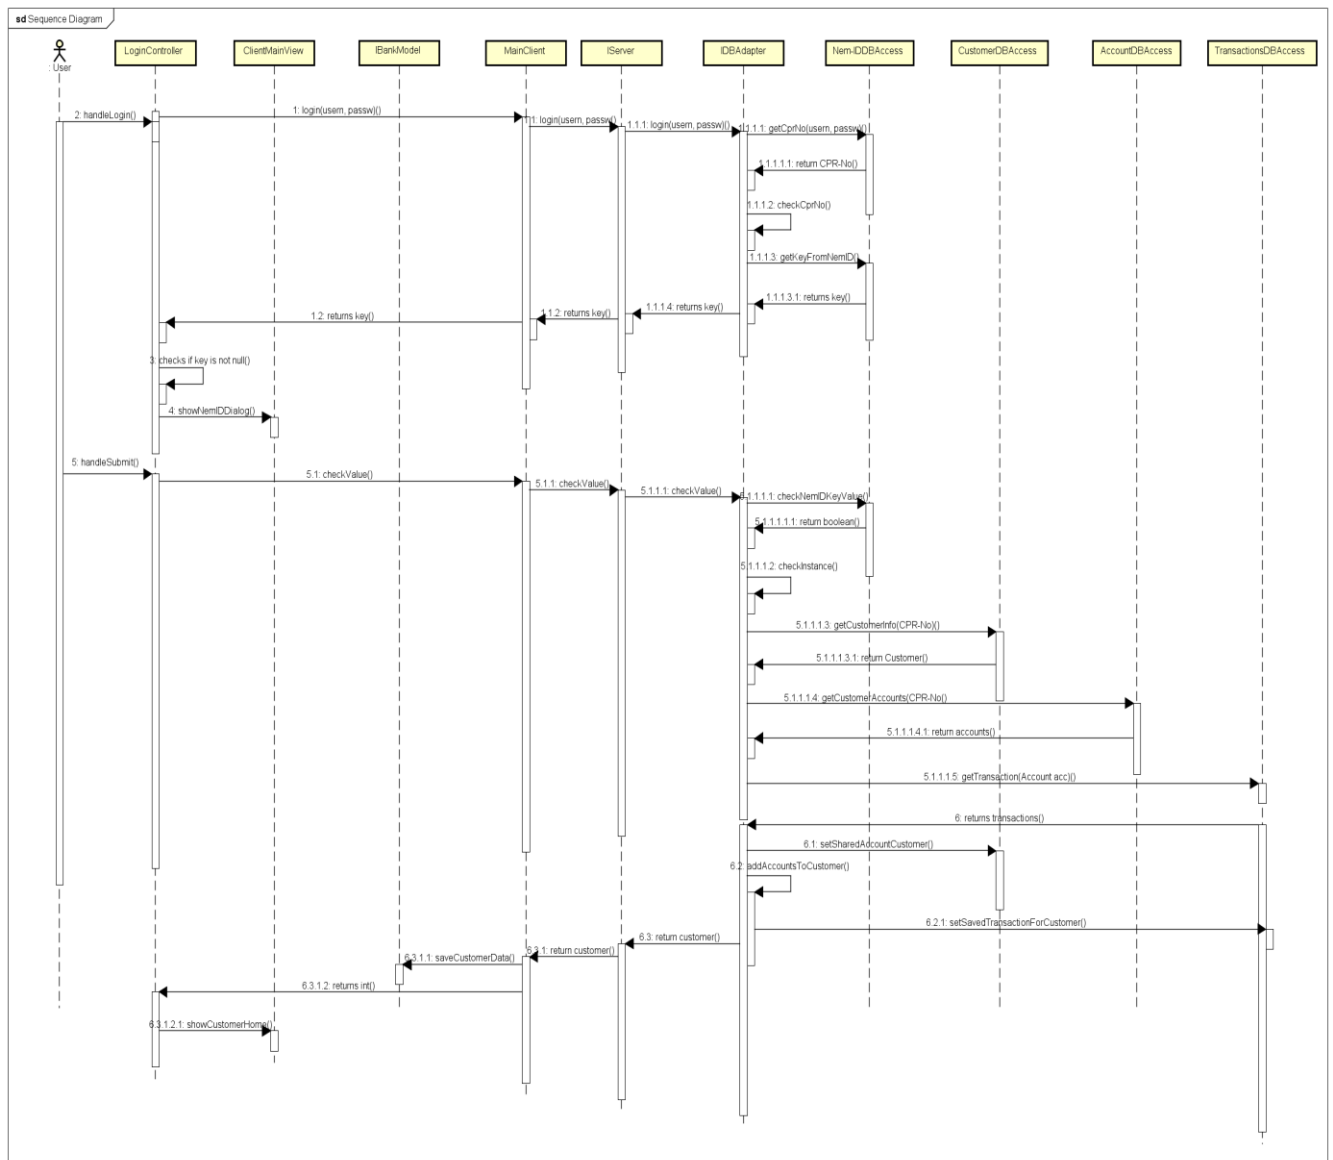 sd Sequence Diagram
: User
LoginController
ClientMainView
IBankModel
MainClient
IServer
IDBAdapter
Nem-IDDBAccess
CustomerDBAccess
AccountDBAccess
TransactionsDBAccess
2: handleLogin()
1: login(usern, passw)()
1.1: login(usern, passw)
1.1.1: login(usern, passw)()
1.1.1.1: getCprNo(usern, passw)()
1.1.1.1.1: return CPR-No()
1.1.1.2: checkCprNo()
1.1.1.3: getKeyFromNemID()
1.1.1.3.1: returns key()
1.1.1.4: returns key()
1.1.2: returns key()
1.2: returns key()
3: checks if key is not null()
4: showNemIDDialog()
5: handleSubmit()
5.1: checkValue()
5.1.1: checkValue()
5.1.1.1: checkValue()
5.1.1.1.1: checkNemIDKeyValue()
5.1.1.1.1.1: return boolean()
5.1.1.1.2: checkInstance()
5.1.1.1.3: getCustomerInfo(CPR-No)()
5.1.1.1.3.1: return Customer()
5.1.1.1.4: getCustomerAccounts(CPR-No()
5.1.1.1.4.1: return accounts()
5.1.1.1.5: getTransaction(Account acc)()
6: returns transactions()
6.1: setSharedAccountCustomer()
6.2: addAccountsToCustomer()
6.2.1: setSavedTransactionForCustomer()
6.3: return customer()
6.3.1: return customer()
6.3.1.1: saveCustomerData()
6.3.1.2: returns int()
6.3.1.2.1: showCustomerHome()